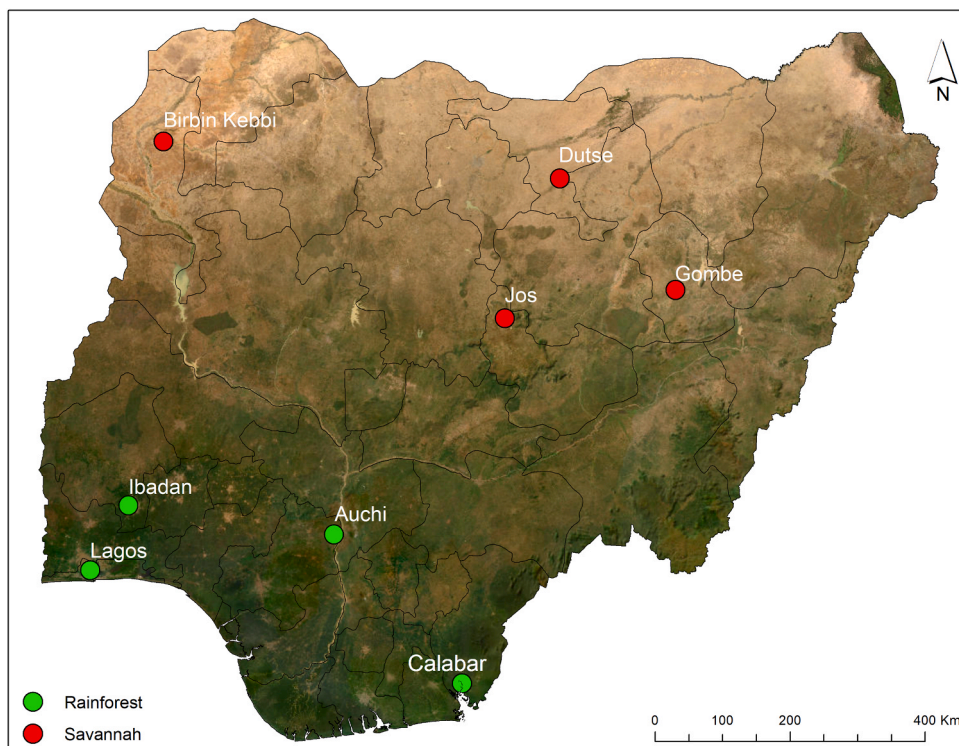 N
Birbin Kebbi
Dutse
Gombe
Jos
Ibadan
Auchi
Lagos
Calabar
Rainforest
Savannah
0 100 200 400 Km